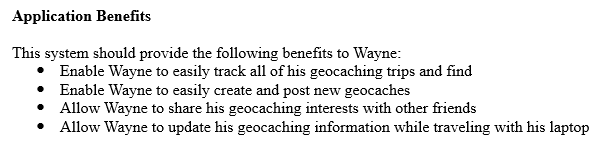 Application Benefits
This system should provide the following benefits to Wayne:
• Enable Wayne to easily track all of his geocaching trips and find
• Enable Wayne to easily create and post new geocaches
• Allow Wayne to share his geocaching interests with other friends
• Allow Wayne to update his geocaching information while traveling with his laptop